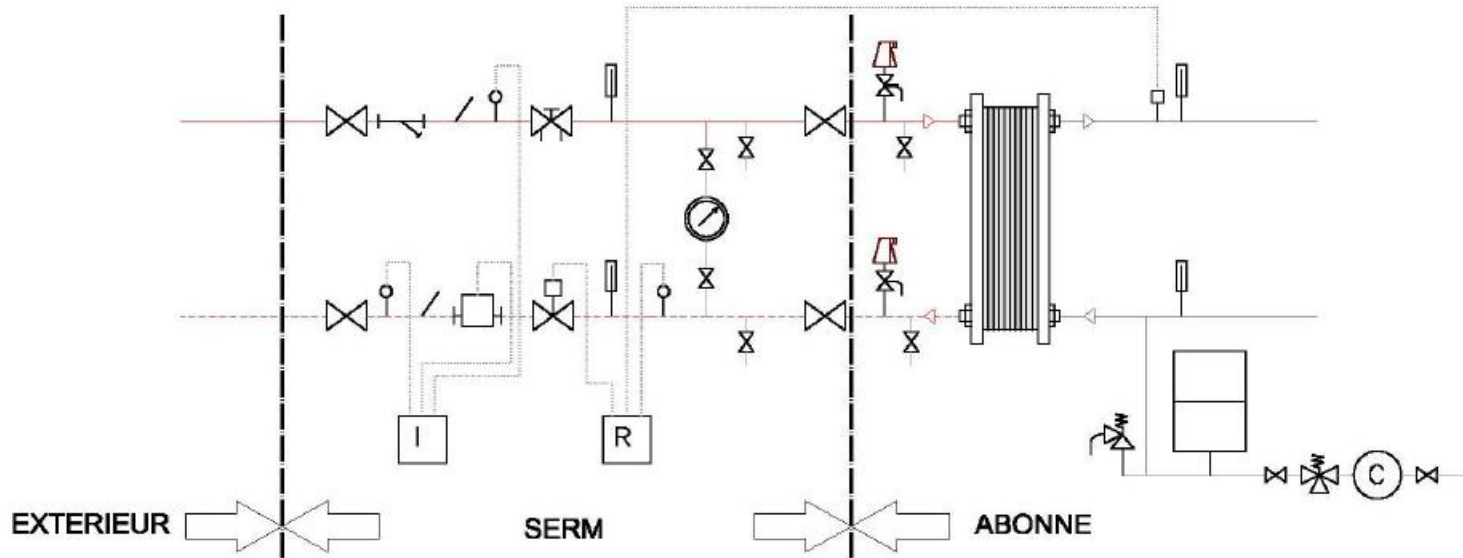 I
R
C
EXTERIEUR
SERM
ABONNE